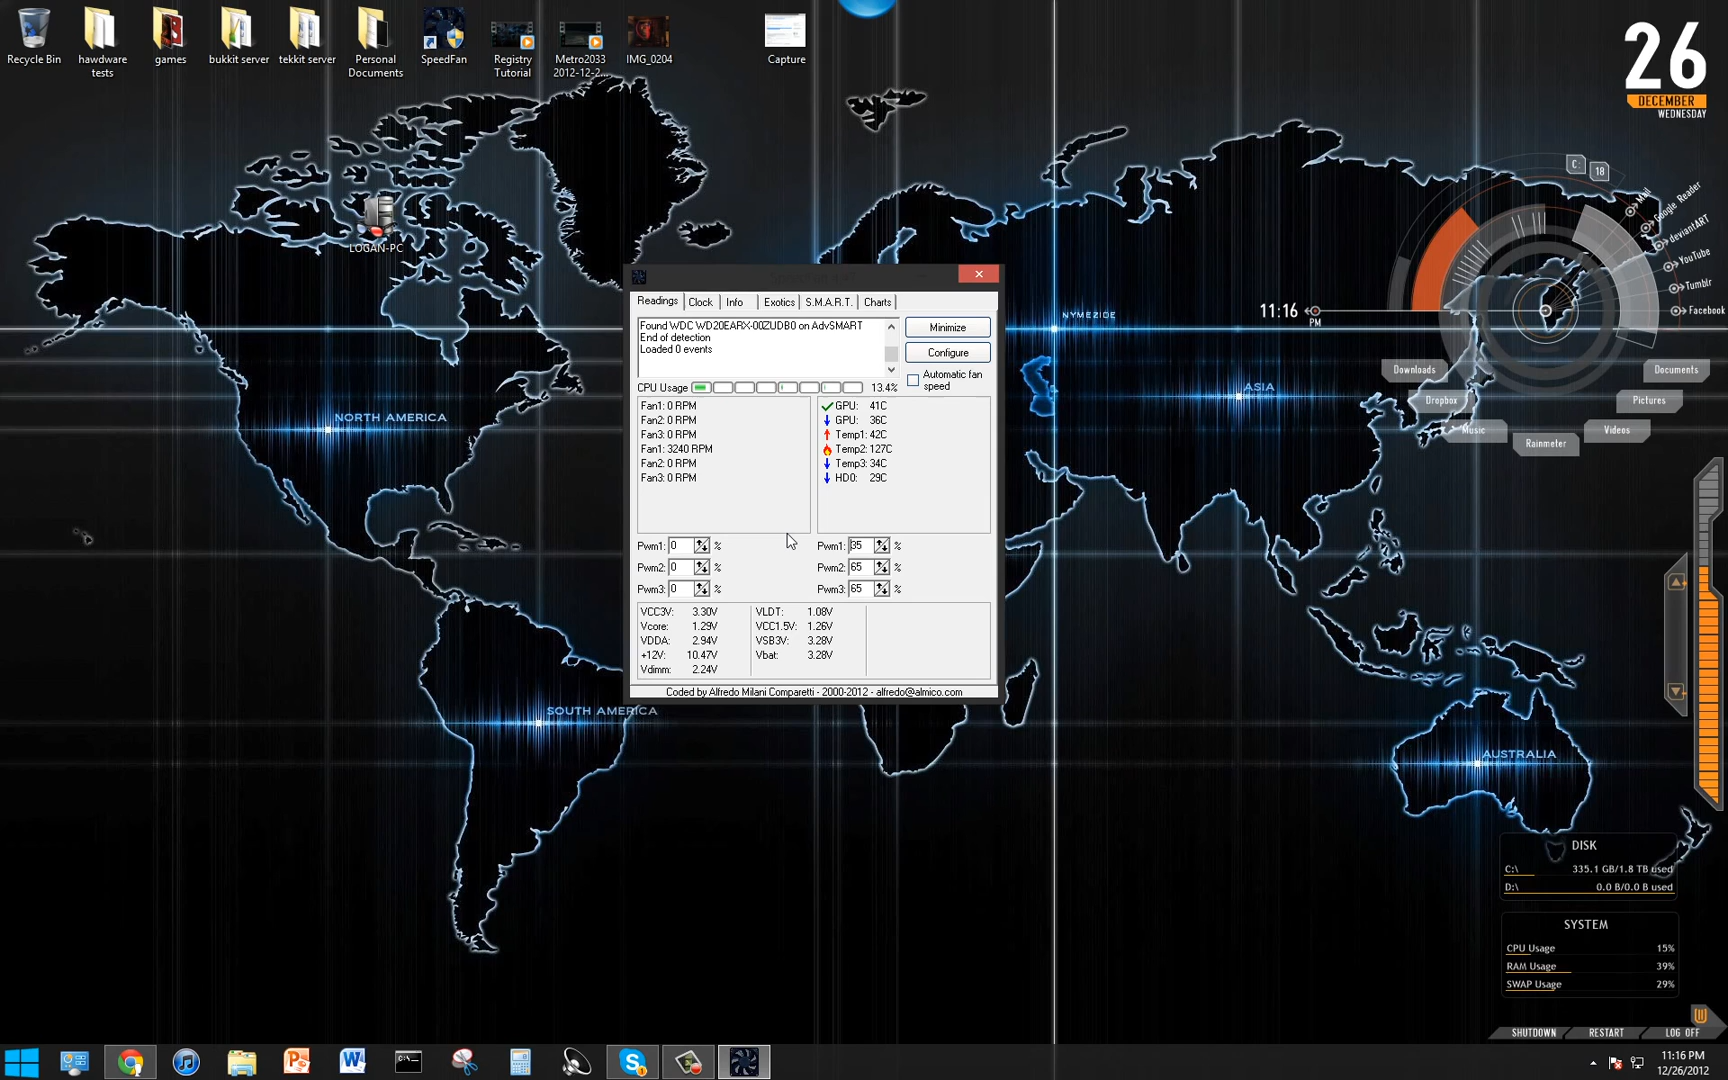 Recycle Bin
hawdware tests
games
bukkit server
tekkit server
Personal Documents
SpeedFan
Registry Tutorial
Metro2033 2012-12-2...
IMG_0204
Capture
26
DECEMBER
WEDNESDAY
LOGAN-PC
C:
18
Mail
Google Reader
deviantART
YouTube
Tumblr
Facebook
11:16
PM
NYMEZIDE
NORTH AMERICA
ASIA
SOUTH AMERICA
AUSTRALIA
Downloads
Dropbox
Music
Rainmeter
Videos
Pictures
Documents
Readings
Clock
Info
Exotics
S.M.A.R.T.
Charts
Found WDC WD20EARX-00ZUDB0 on AdvSMART
End of detection
Loaded 0 events
Minimize
Configure
Automatic fan speed
CPU Usage 13.4%
Fan1: 0 RPM
Fan2: 0 RPM
Fan3: 0 RPM
Fan1: 3240 RPM
Fan2: 0 RPM
Fan3: 0 RPM
GPU: 41C
GPU: 36C
Temp1: 42C
Temp2: 127C
Temp3: 34C
HD0: 29C
Pwm1: 0 %
Pwm2: 0 %
Pwm3: 0 %
Pwm1: 35 %
Pwm2: 65 %
Pwm3: 65 %
VCC3V: 3.30V
Vcore: 1.29V
VDDA: 2.94V
+12V: 10.47V
Vdimm: 2.24V
VLDT: 1.08V
VCC1.5V: 1.26V
VSB3V: 3.28V
Vbat: 3.28V
Coded by Alfredo Milani Comparetti - 2000-2012 - alfredo@almico.com
DISK
C:\ 335.1 GB/1.8 TB used
D:\ 0.0 B/0.0 B used
SYSTEM
CPU Usage 15%
RAM Usage 39%
SWAP Usage 29%
SHUTDOWN
RESTART
LOG OFF
11:16 PM
12/26/2012